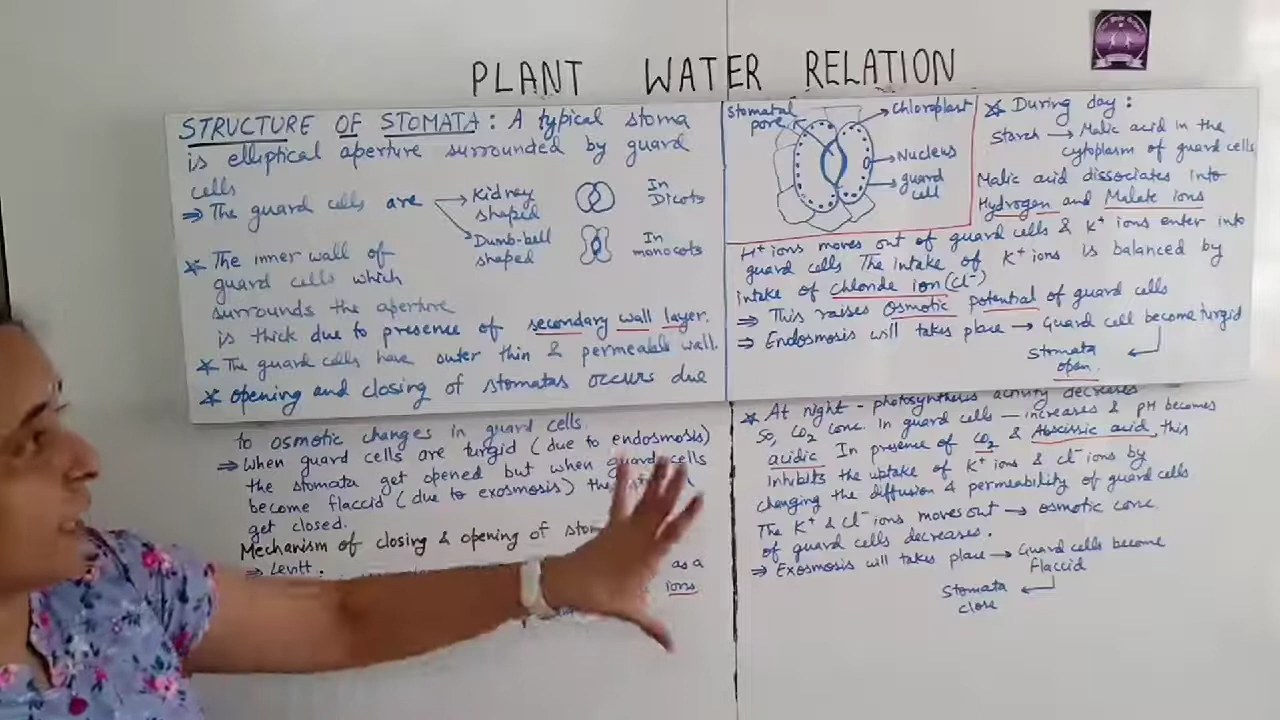 PLANT WATER RELATION
STRUCTURE OF STOMATA : A typical stoma
is elliptical aperture surrounded by guard
cells
⇒ The guard cells are → Kidney shaped In Dicots
Dumb-bell shaped In monocots
* The inner wall of
guard cells which
surrounds the aperture
is thick due to presence of secondary wall layer.
* The guard cells have outer thin & permeable wall.
* opening and closing of stomatas occurs due
to osmotic changes in guard cells.
⇒ When guard cells are turgid (due to endosmosis)
the stomata get opened but when guard cells
become flaccid (due to exosmosis) the
get closed.
Mechanism of closing & opening of
⇒ Levitt.
as a
ions
Stomatal pore
Chloroplast
Nucleus
guard cell
* During day :
Starch → Malic acid in the
cytoplasm of guard cells
Malic acid dissociates into
Hydrogen and Malate ions
H+ ions moves out of guard cells & K+ ions enter into
guard cells The intake of K+ ions is balanced by
intake of chloride ion (Cl-)
⇒ This raises Osmotic potential of guard cells
⇒ Endosmosis will takes place → Guard cell become turgid
Stomata
open.
* At night - photosynthesis activity decreases
So, CO2 conc. In guard cells — increases & pH becomes
acidic In presence of CO2 & Abscissic acid, this
Inhibits the uptake of K+ ions & Cl- ions by
changing the diffusion & permeability of guard cells
The K+ & Cl- ions moves out → osmotic conc.
of guard cells decreases.
⇒ Exosmosis will takes place → Guard cells become
flaccid
Stomata
close